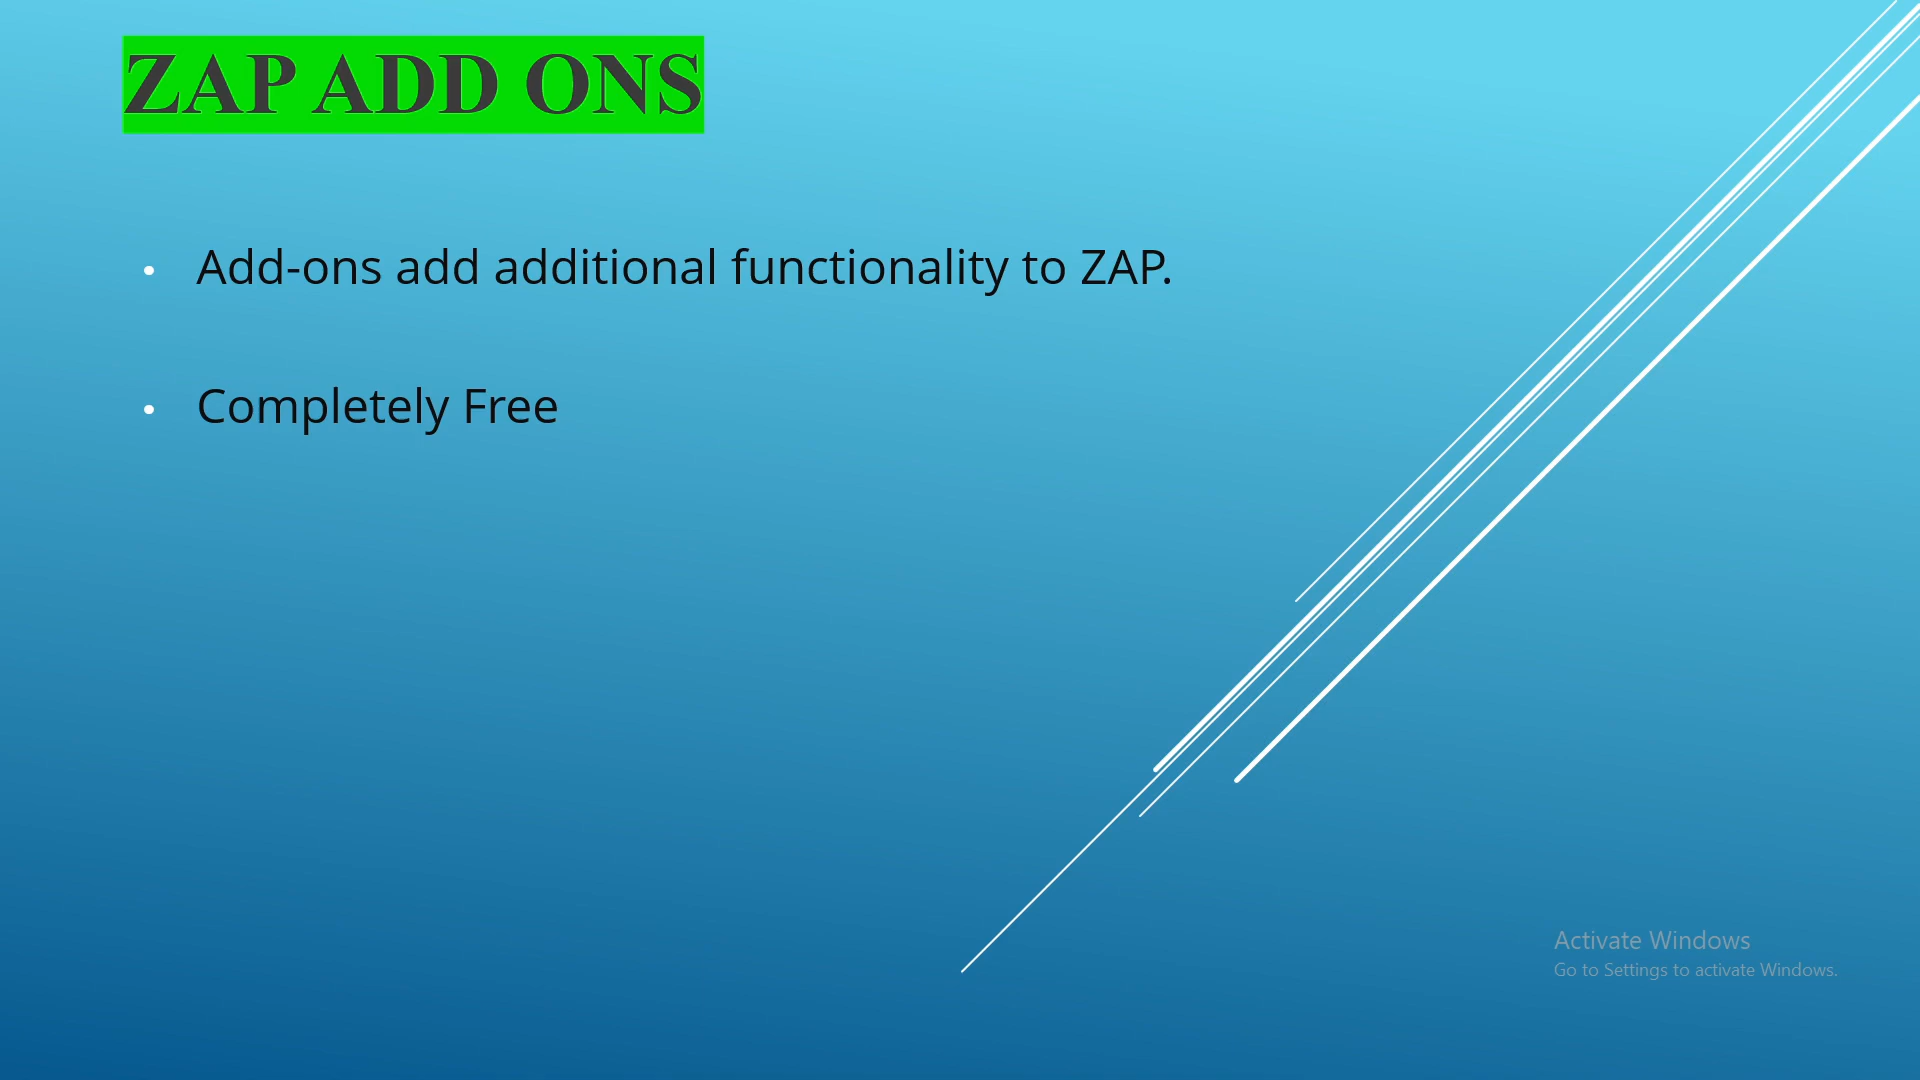 ZAP ADD ONS
• Add-ons add additional functionality to ZAP.
• Completely Free
Activate Windows
Go to Settings to activate Windows.